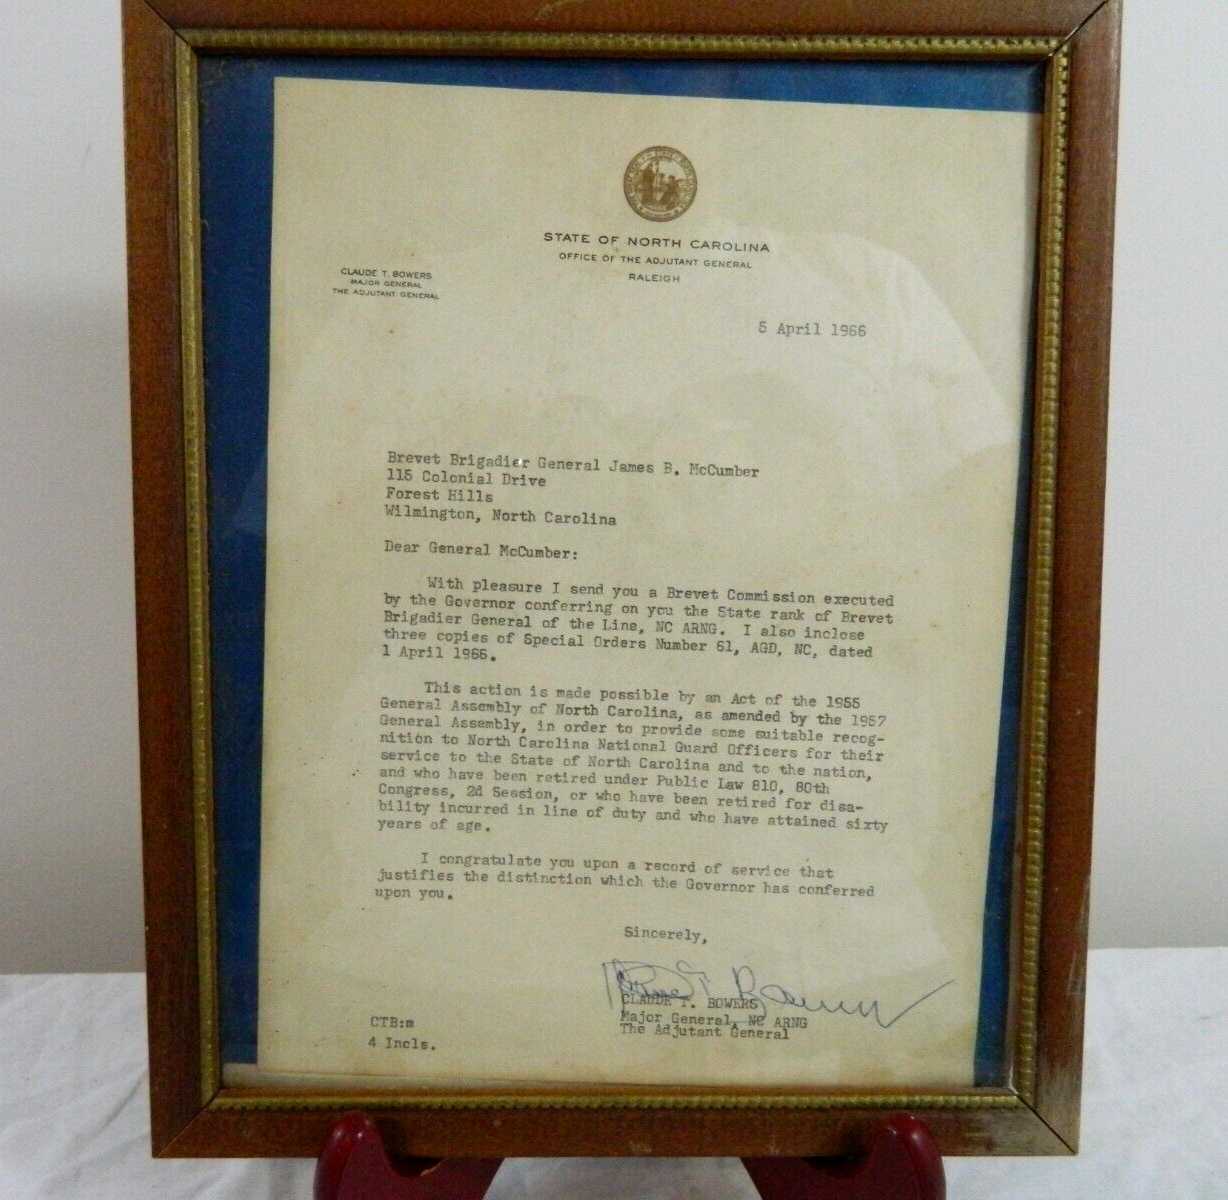 STATE OF NORTH CAROLINA
OFFICE OF THE ADJUTANT GENERAL
RALEIGH
CLAUDE T. BOWERS
MAJOR GENERAL
THE ADJUTANT GENERAL
5 April 1966
Brevet Brigadier General James B. McCumber
115 Colonial Drive
Forest Hills
Wilmington, North Carolina
Dear General McCumber:
With pleasure I send you a Brevet Commission executed
by the Governor conferring on you the State rank of Brevet
Brigadier General of the Line, NC ARNG. I also inclose
three copies of Special Orders Number 61, AGD, NC, dated
1 April 1966.
This action is made possible by an Act of the 1955
General Assembly of North Carolina, as amended by the 1957
General Assembly, in order to provide some suitable recog-
nition to North Carolina National Guard Officers for their
service to the State of North Carolina and to the nation,
and who have been retired under Public Law 810, 80th
Congress, 2d Session, or who have been retired for disa-
bility incurred in line of duty and who have attained sixty
years of age.
I congratulate you upon a record of service that
justifies the distinction which the Governor has conferred
upon you.
Sincerely,
Claude T. Bowers
CLAUDE T. BOWERS
Major General, NC ARNG
The Adjutant General
CTB:m
4 Incls.